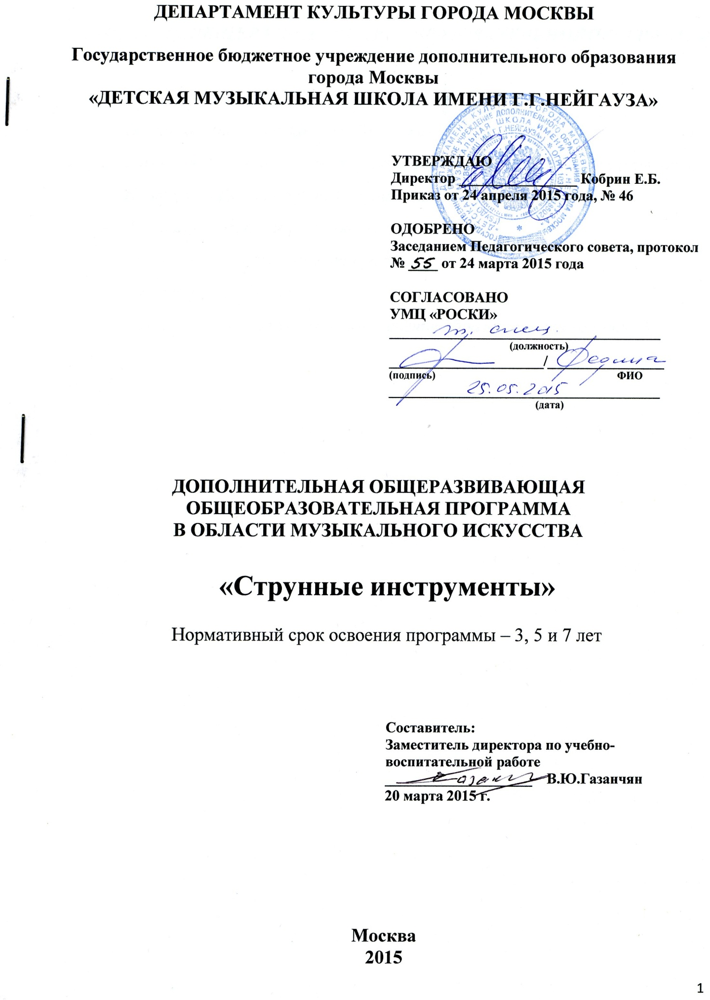 ДЕПАРТАМЕНТ КУЛЬТУРЫ ГОРОДА МОСКВЫ
Государственное бюджетное учреждение дополнительного образования
города Москвы
«ДЕТСКАЯ МУЗЫКАЛЬНАЯ ШКОЛА ИМЕНИ Г.Г.НЕЙГАУЗА»
УТВЕРЖДАЮ
Директор Кобрин Е.Б.
Приказ от 24 апреля 2015 года, № 46
ОДОБРЕНО
Заседанием Педагогического совета, протокол
№ 55 от 24 марта 2015 года
СОГЛАСОВАНО
УМЦ «РОСКИ»
спец.
(должность)
/
(подпись) ФИО
25.05.2015
(дата)
ДОПОЛНИТЕЛЬНАЯ ОБЩЕРАЗВИВАЮЩАЯ
ОБЩЕОБРАЗОВАТЕЛЬНАЯ ПРОГРАММА
В ОБЛАСТИ МУЗЫКАЛЬНОГО ИСКУССТВА
«Струнные инструменты»
Нормативный срок освоения программы – 3, 5 и 7 лет
Составитель:
Заместитель директора по учебно-
воспитательной работе
В.Ю.Газанчян
20 марта 2015 г.
Москва
2015
1